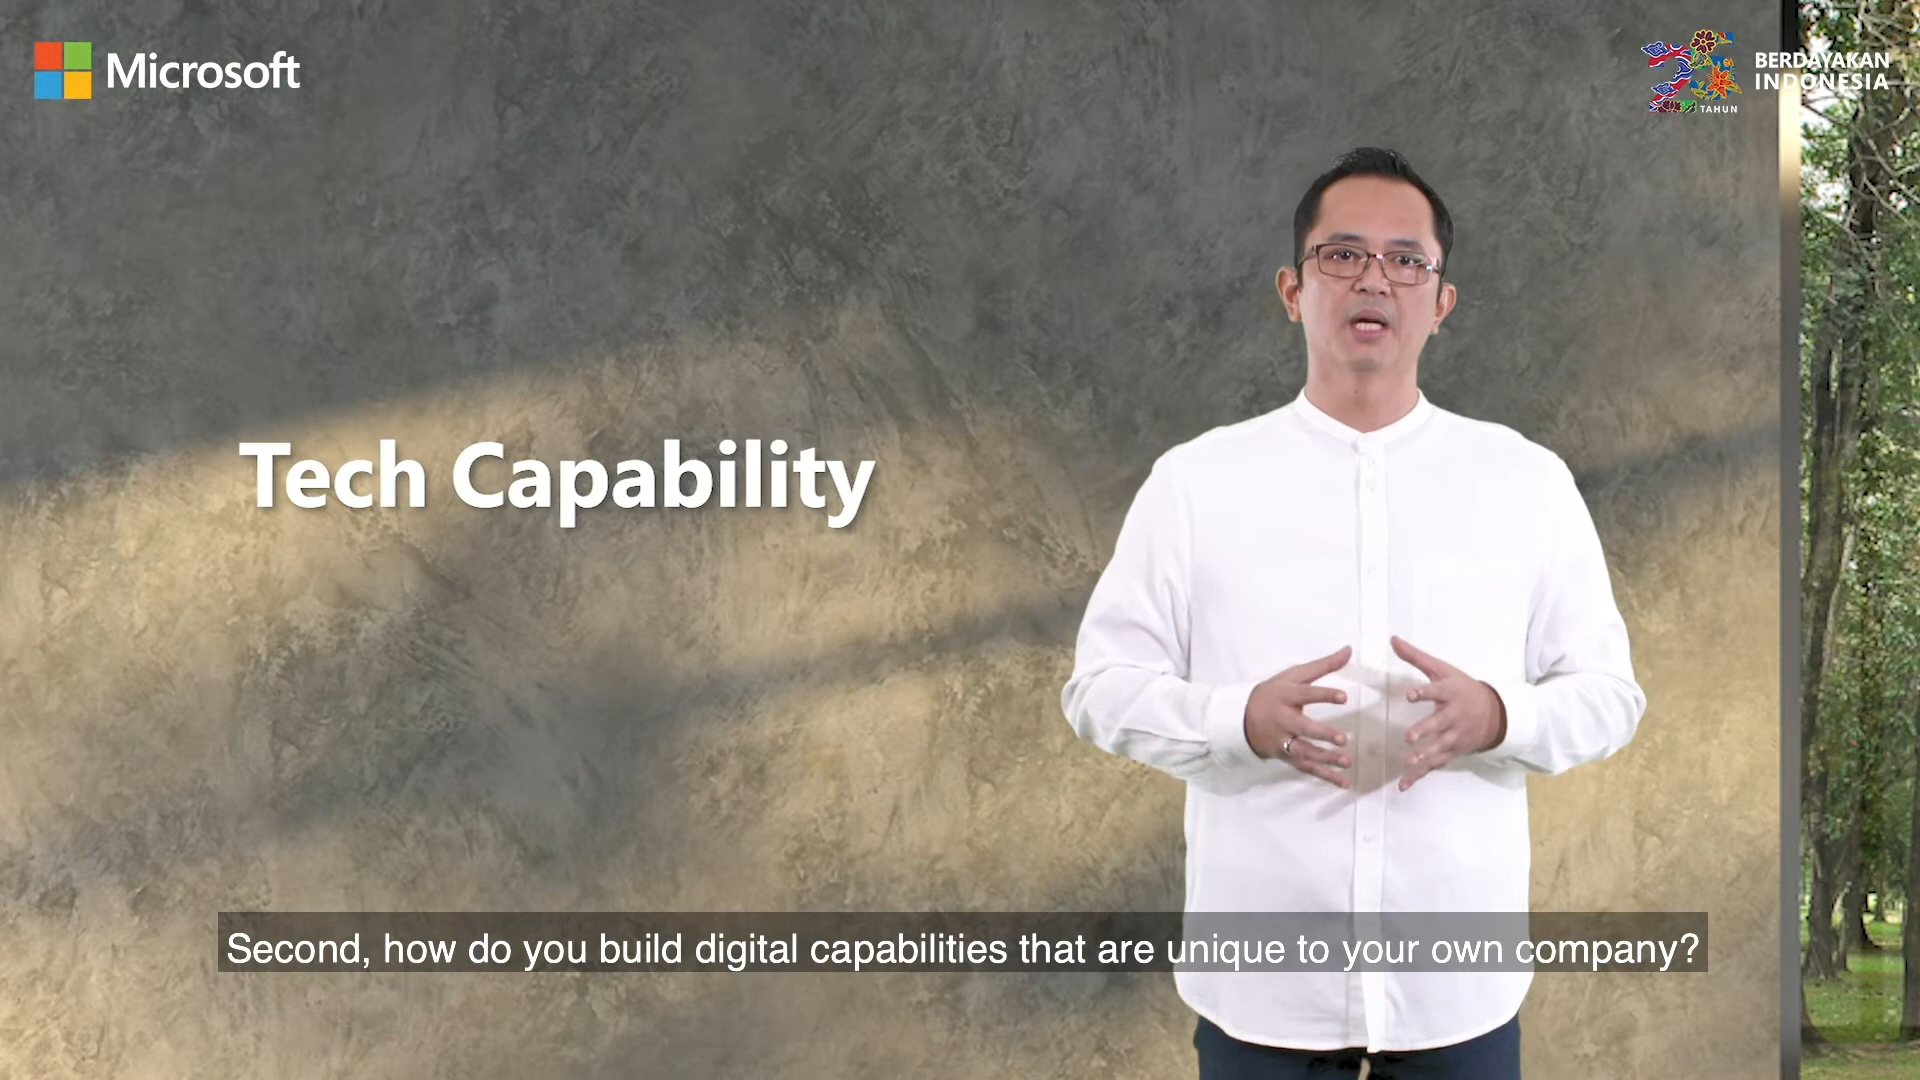 Microsoft
TAHUN
BERDAYAKAN
INDONESIA
Tech Capability
Second, how do you build digital capabilities that are unique to your own company?